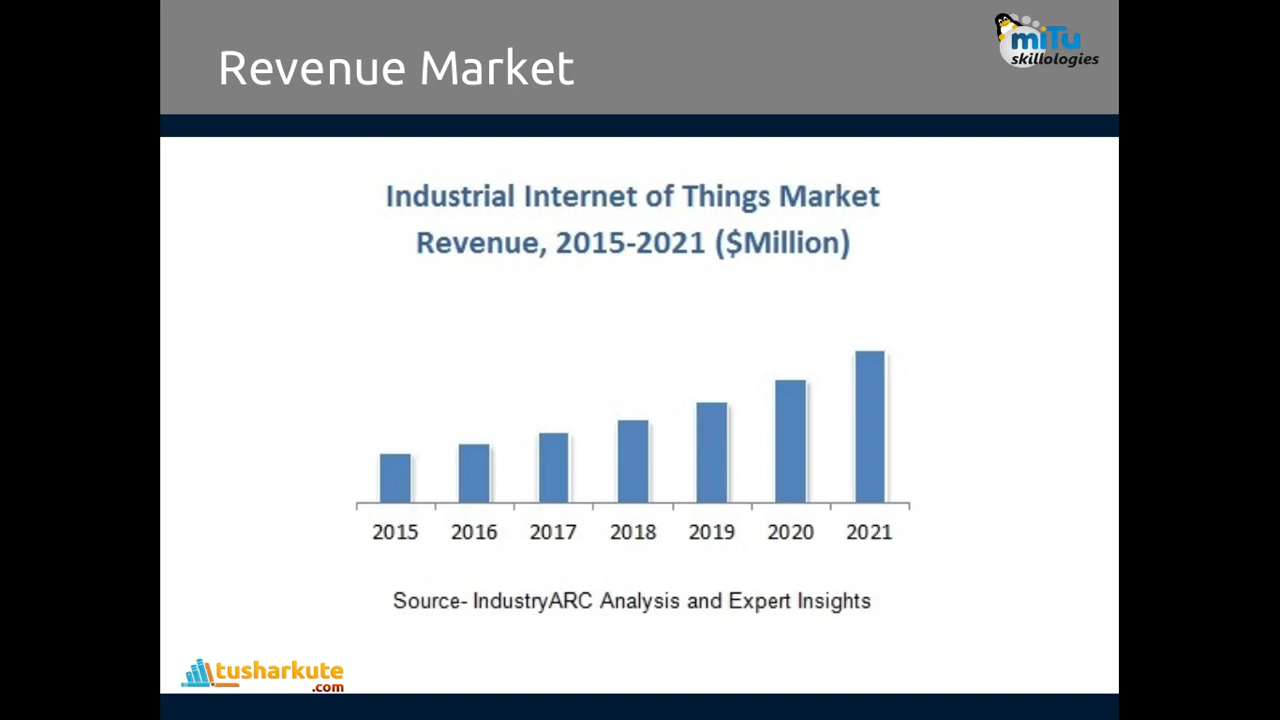 Revenue Market
miTu
skillologies
Industrial Internet of Things Market
Revenue, 2015-2021 ($Million)
2015 2016 2017 2018 2019 2020 2021
Source- IndustryARC Analysis and Expert Insights
tusharkute
.com